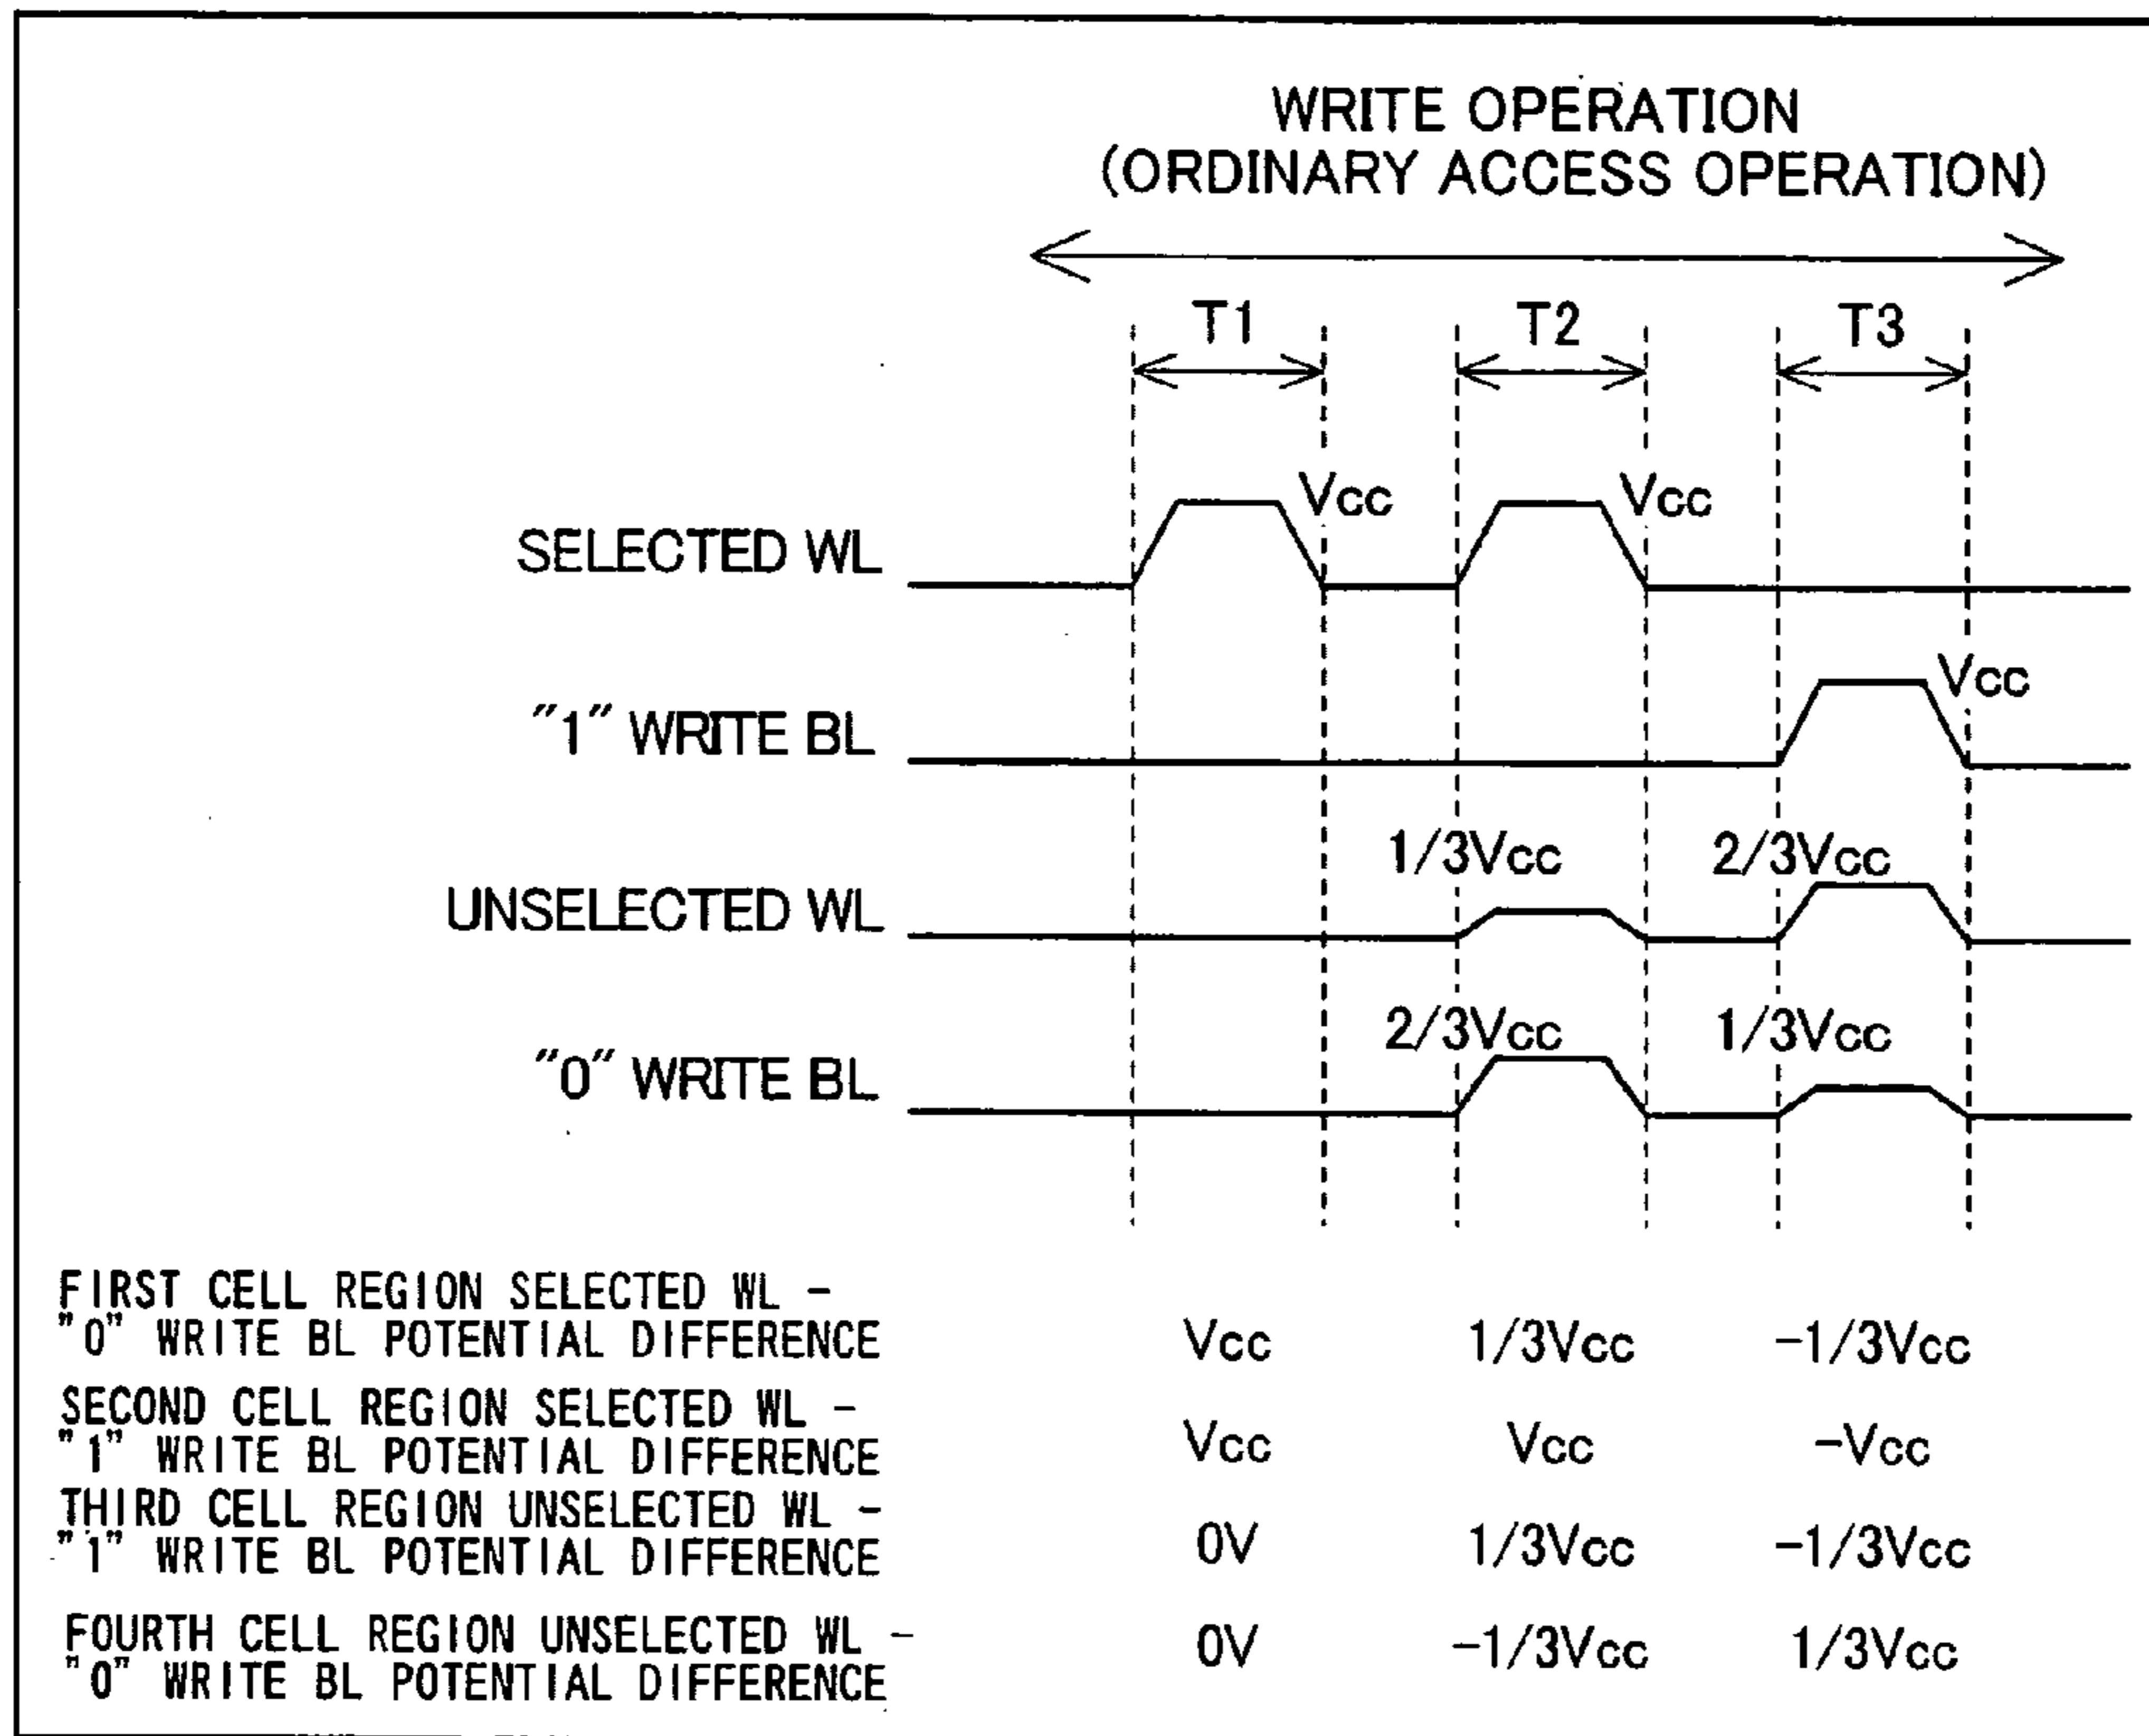 WRITE OPERATION
(ORDINARY ACCESS OPERATION)
T1 T2 T3
SELECTED WL Vcc Vcc
"1" WRITE BL Vcc
UNSELECTED WL 1/3Vcc 2/3Vcc
"0" WRITE BL 2/3Vcc 1/3Vcc
FIRST CELL REGION SELECTED WL -
"0" WRITE BL POTENTIAL DIFFERENCE Vcc 1/3Vcc -1/3Vcc
SECOND CELL REGION SELECTED WL -
"1" WRITE BL POTENTIAL DIFFERENCE Vcc Vcc -Vcc
THIRD CELL REGION UNSELECTED WL -
"1" WRITE BL POTENTIAL DIFFERENCE 0V 1/3Vcc -1/3Vcc
FOURTH CELL REGION UNSELECTED WL -
"0" WRITE BL POTENTIAL DIFFERENCE 0V -1/3Vcc 1/3Vcc